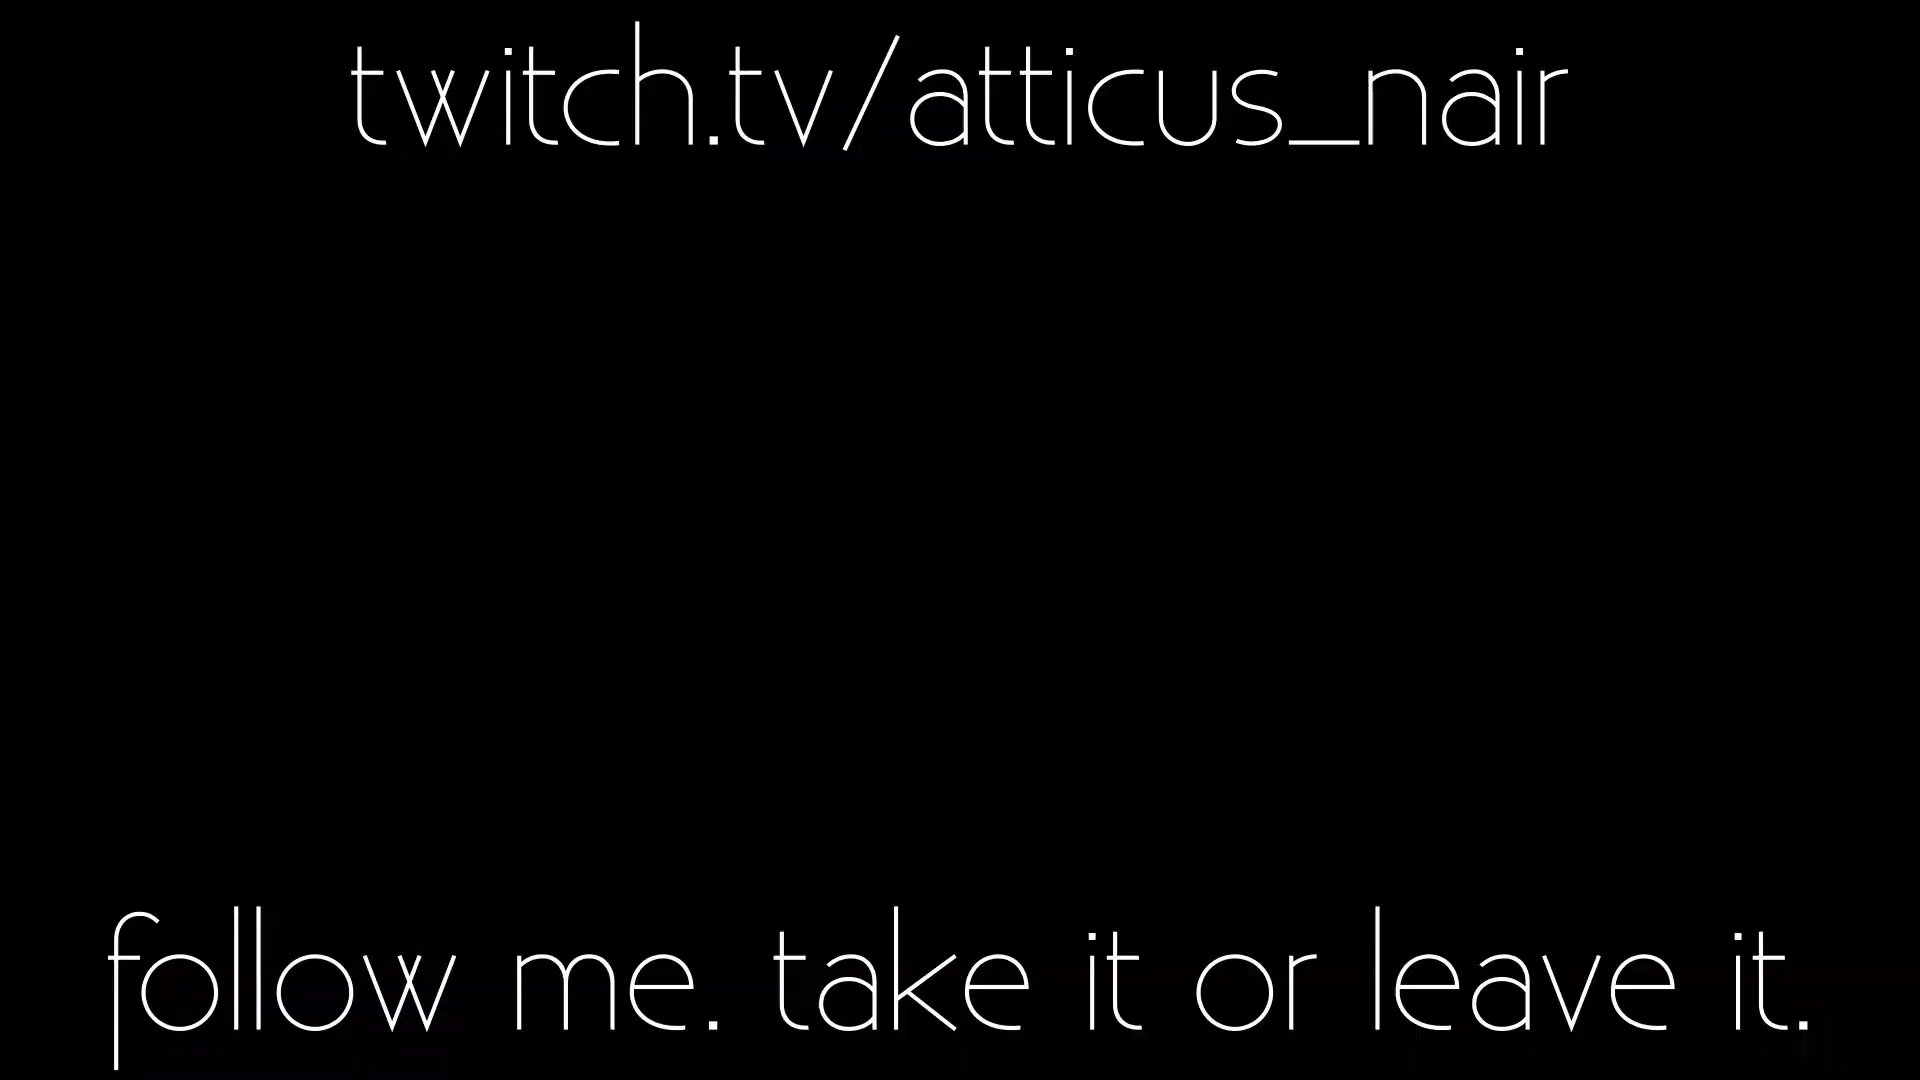 twitch.tv/atticus_nair
follow me. take it or leave it.